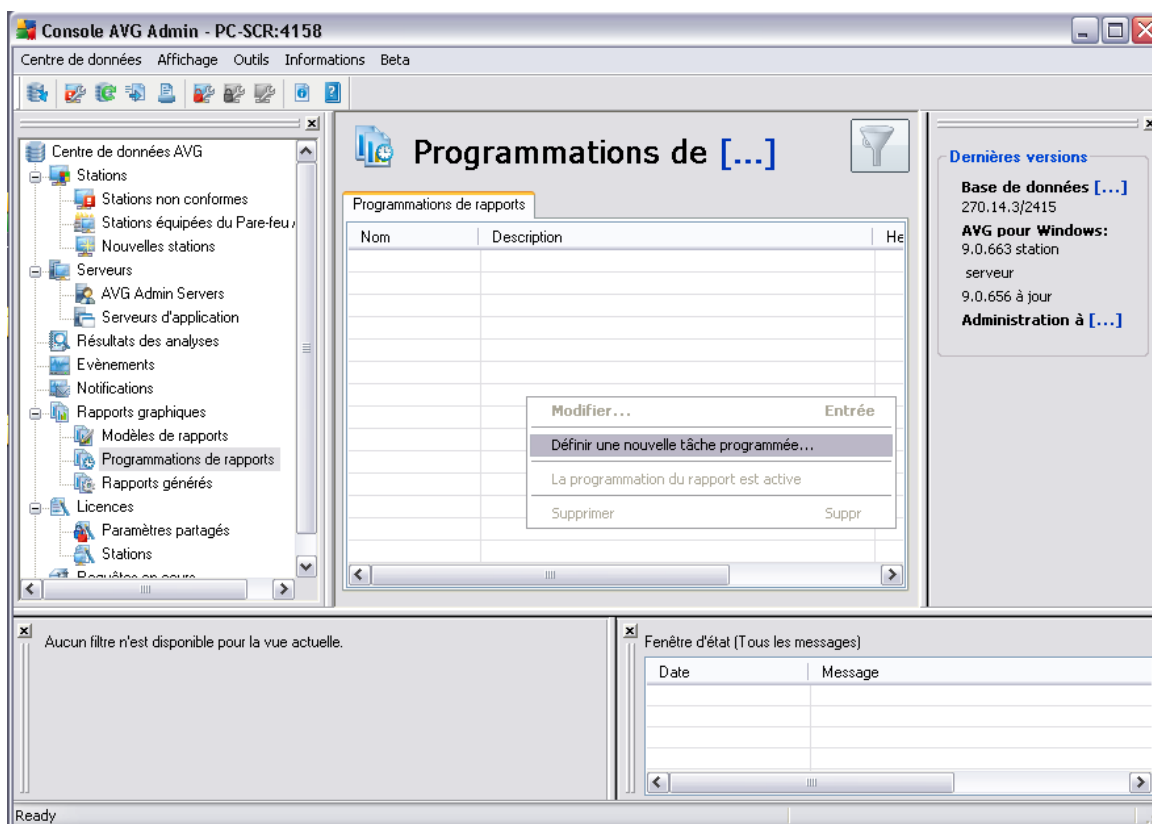 Console AVG Admin - PC-SCR:4158
Centre de données Affichage Outils Informations Beta
Centre de données AVG
Stations
Stations non conformes
Stations équipées du Pare-feu
Nouvelles stations
Serveurs
AVG Admin Servers
Serveurs d'application
Résultats des analyses
Evènements
Notifications
Rapports graphiques
Modèles de rapports
Programmations de rapports
Rapports générés
Licences
Paramètres partagés
Stations
Requêtes en cours
Programmations de [...]
Programmations de rapports
Nom Description He
Modifier... Entrée
Définir une nouvelle tâche programmée...
La programmation du rapport est active
Supprimer Suppr
Dernières versions
Base de données [...]
270.14.3/2415
AVG pour Windows:
9.0.663 station
serveur
9.0.656 à jour
Administration à [...]
Aucun filtre n'est disponible pour la vue actuelle.
Fenêtre d'état (Tous les messages)
Date Message
Ready